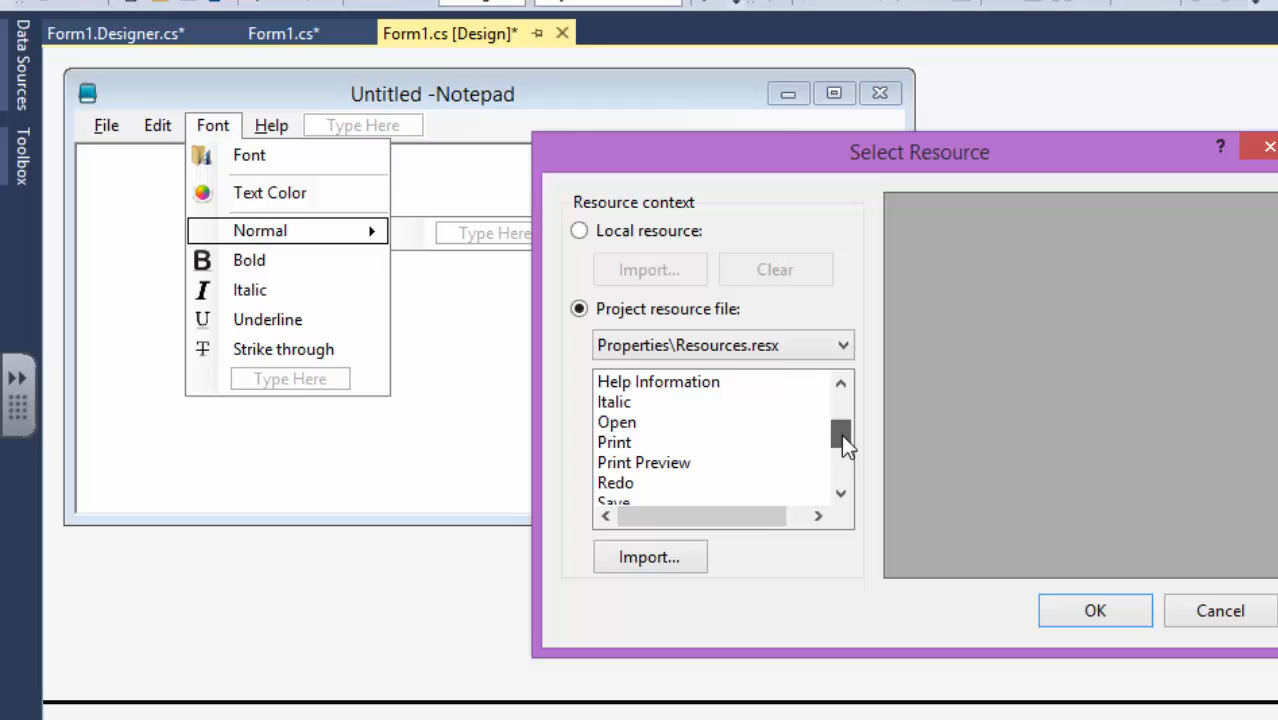 Data Sources
Toolbox
Form1.Designer.cs*
Form1.cs*
Form1.cs [Design]*
Untitled -Notepad
File
Edit
Font
Help
Type Here
Font
Text Color
Normal
Type Here
Bold
Italic
Underline
Strike through
Type Here
Select Resource
?
Resource context
Local resource:
Import...
Clear
Project resource file:
Properties\Resources.resx
Help Information
Italic
Open
Print
Print Preview
Redo
Save
Import...
OK
Cancel